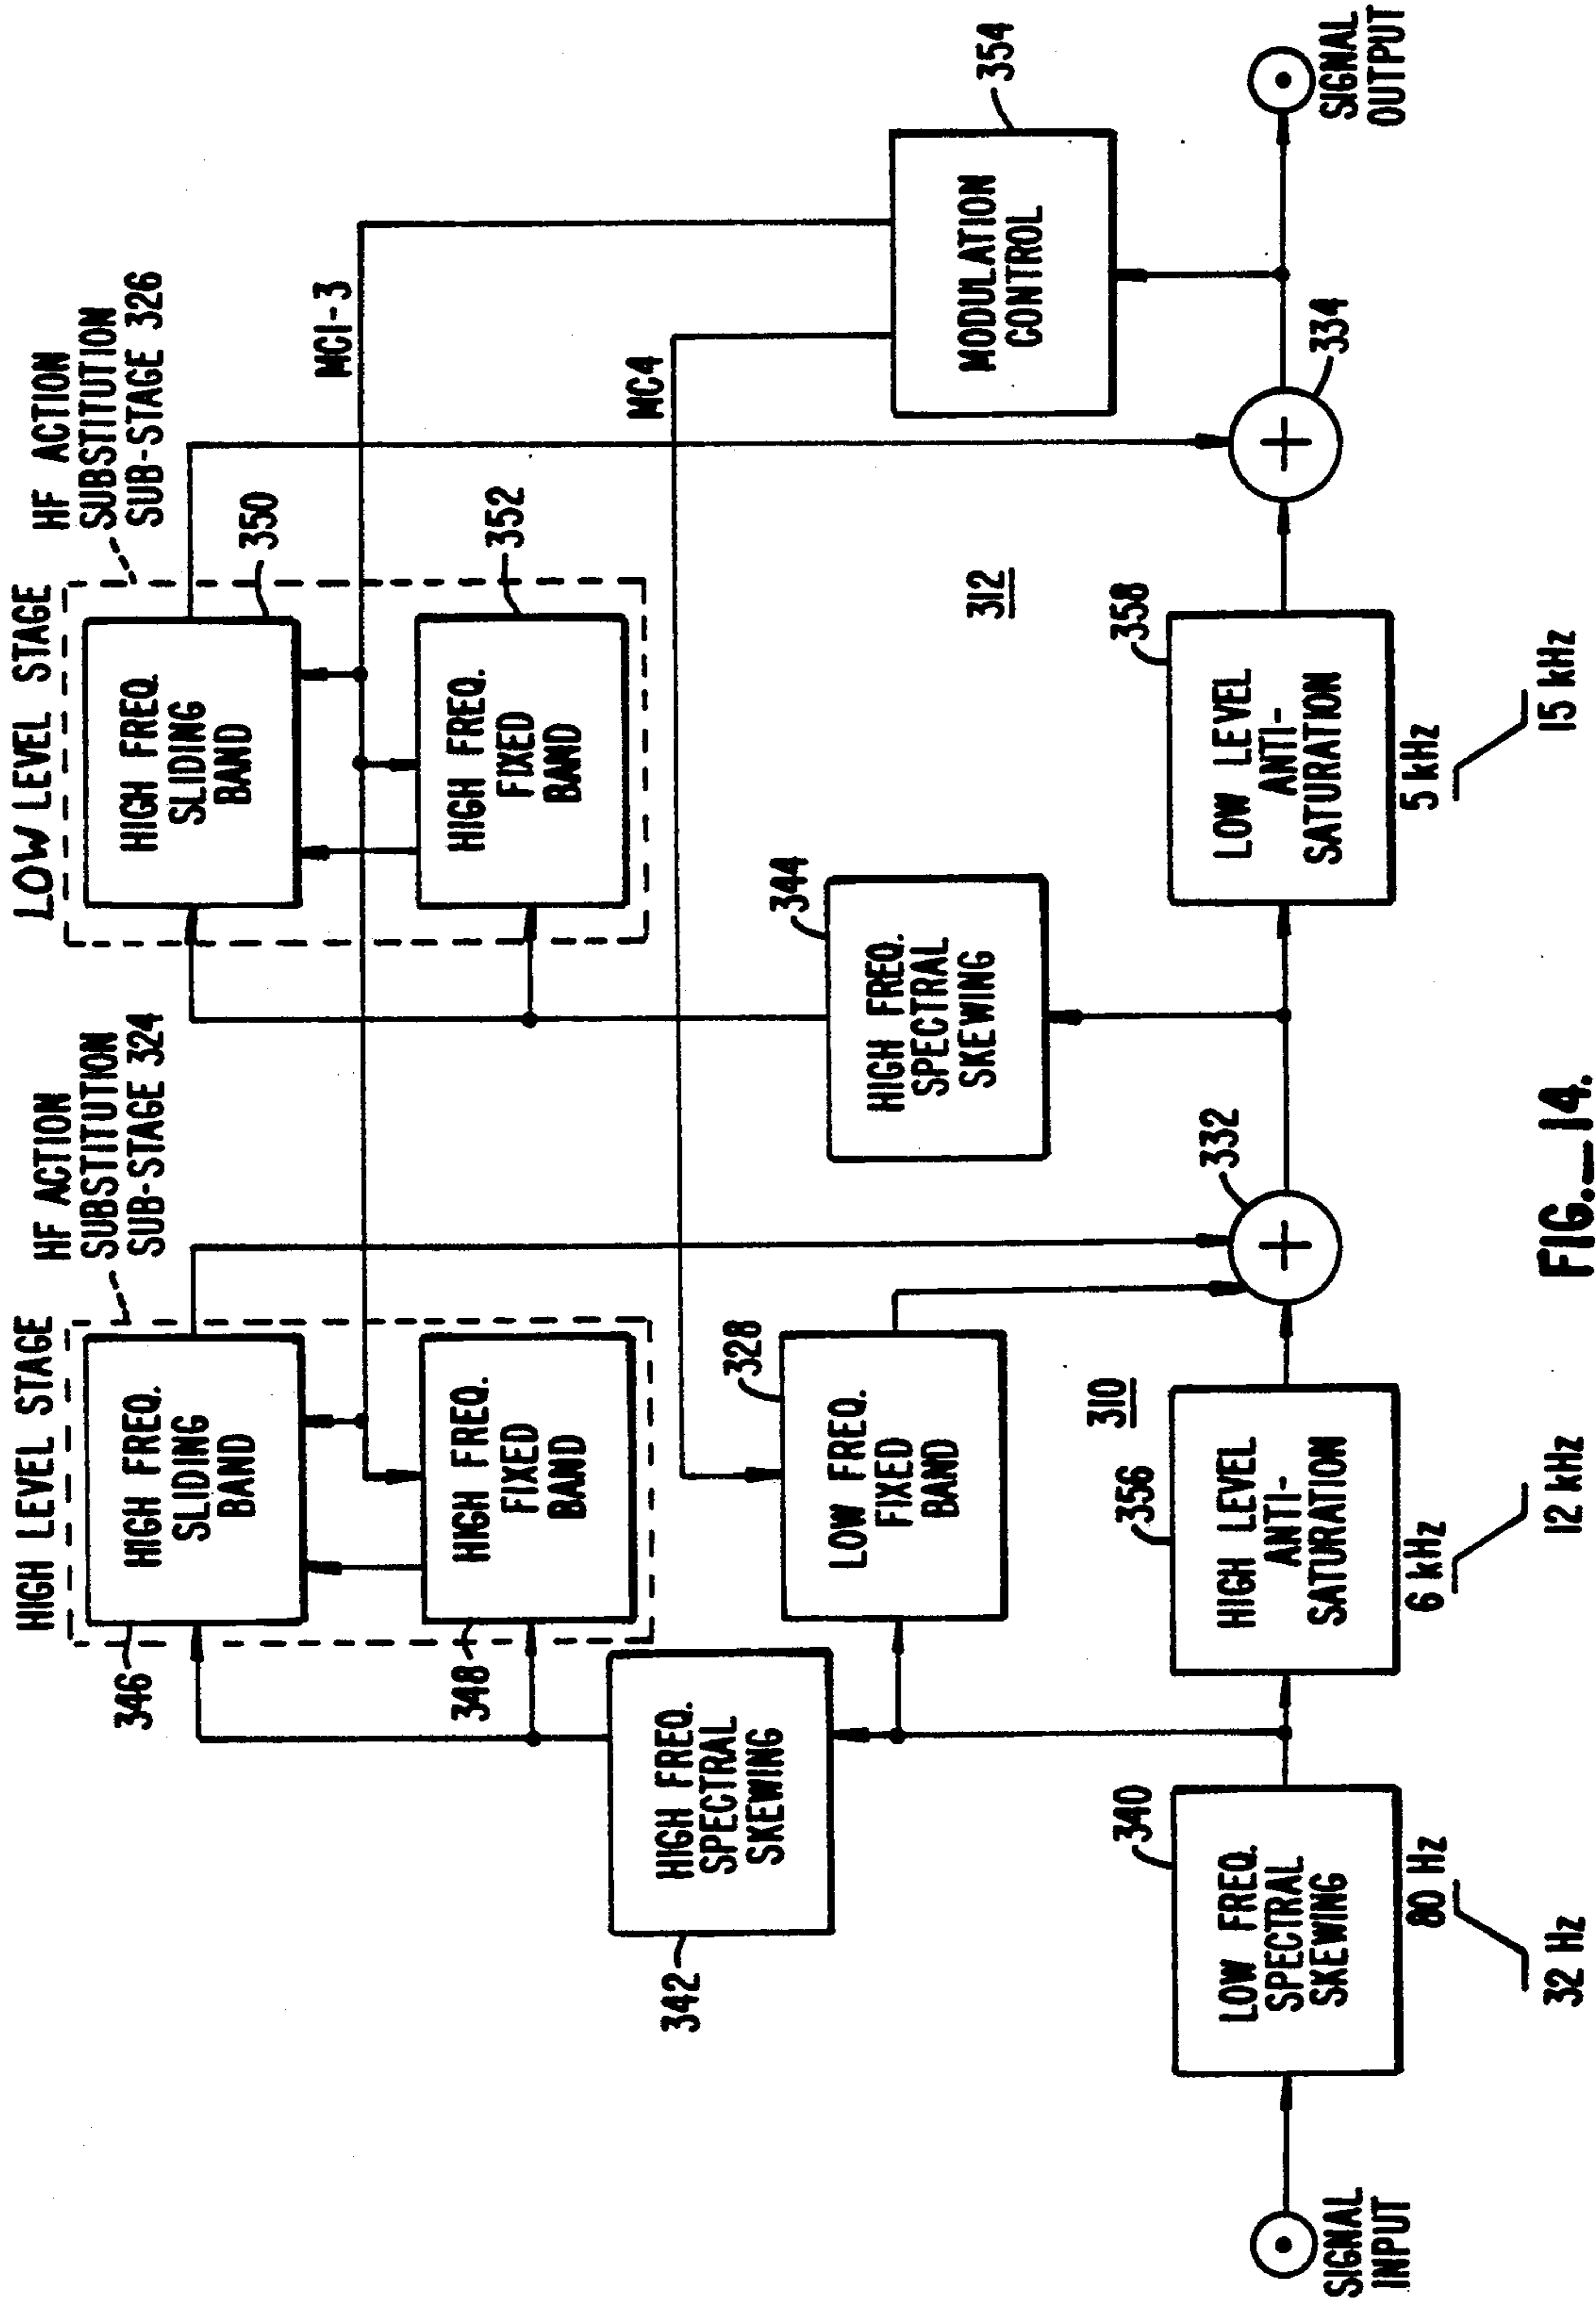 HIGH LEVEL STAGE
HF ACTION
SUBSTITUTION
SUB-STAGE 324
LOW LEVEL STAGE
HF ACTION
SUBSTITUTION
SUB-STAGE 326
346
HIGH FREQ.
SLIDING
BAND
348
HIGH FREQ.
FIXED
BAND
HIGH FREQ.
SLIDING
BAND
350
HIGH FREQ.
FIXED
BAND
352
MC1-3
MC4
342
HIGH FREQ.
SPECTRAL
SKEWING
328
LOW FREQ.
FIXED
BAND
344
HIGH FREQ.
SPECTRAL
SKEWING
MODULATION
CONTROL
354
310
312
SIGNAL
INPUT
340
LOW FREQ.
SPECTRAL
SKEWING
80 Hz
32 Hz
356
HIGH LEVEL
ANTI-
SATURATION
6 kHz
12 kHz
332
+
358
LOW LEVEL
ANTI-
SATURATION
5 kHz
15 kHz
334
+
SIGNAL
OUTPUT
FIG._14.